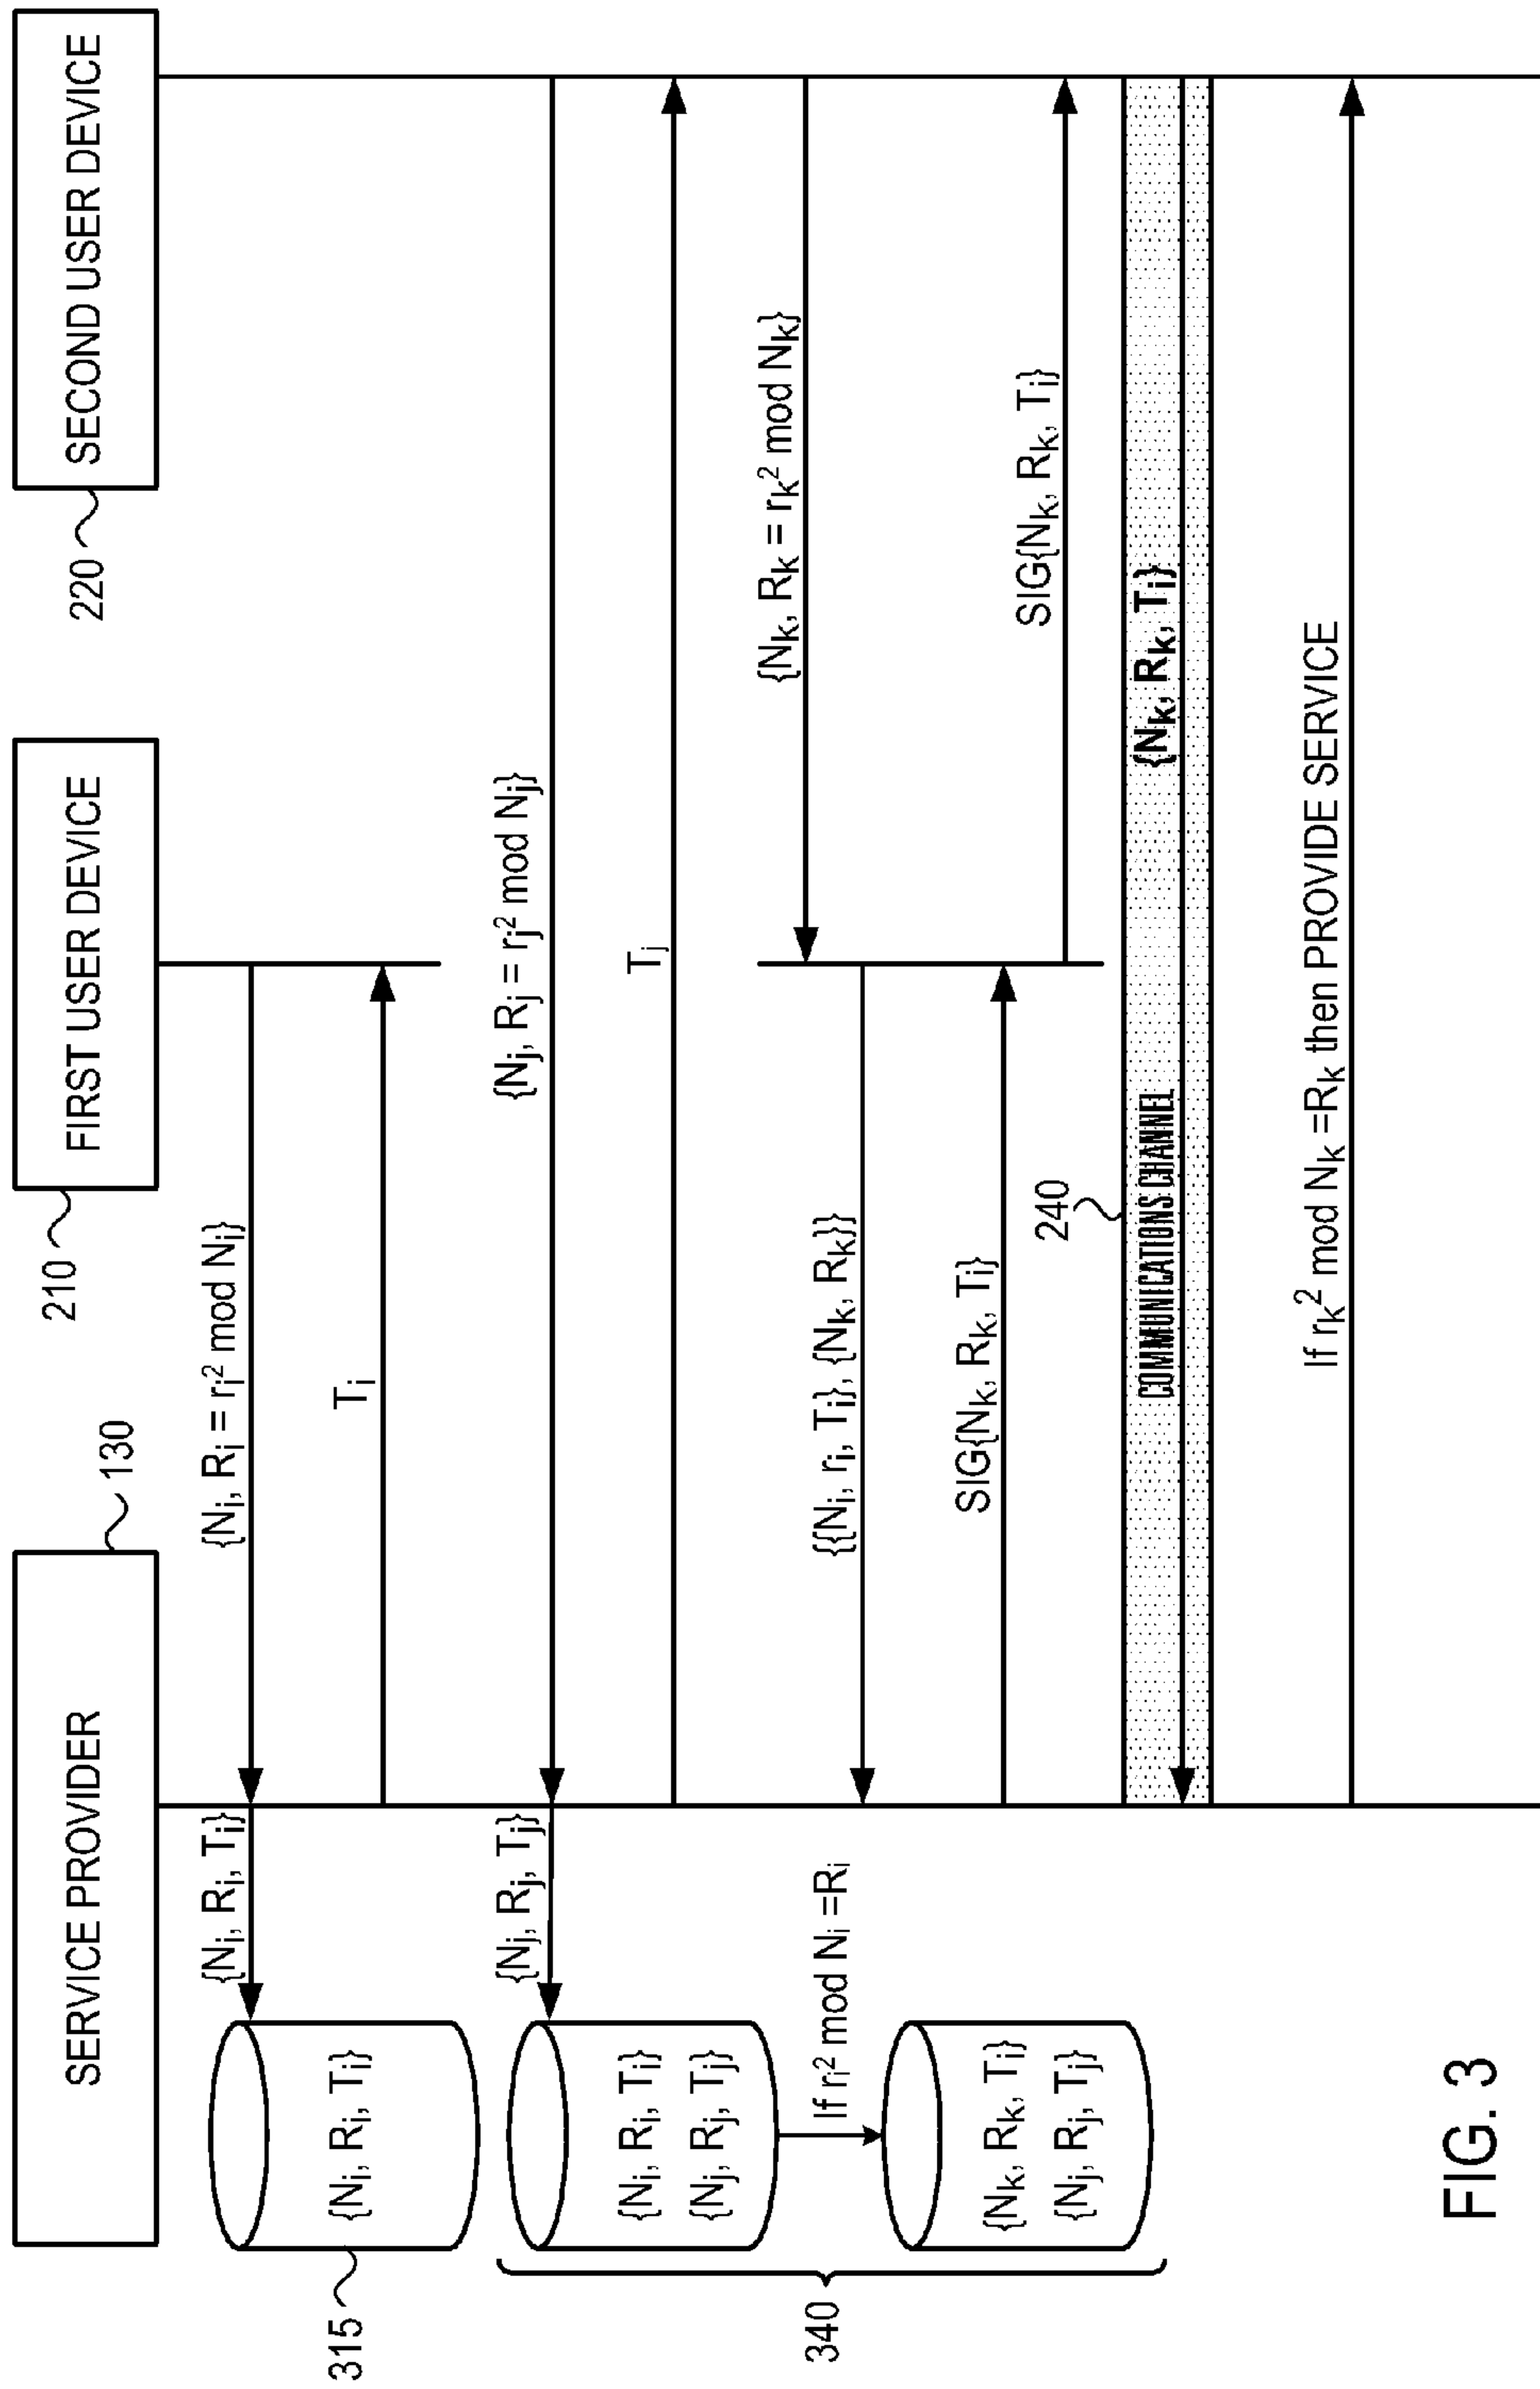 SERVICE PROVIDER
130
FIRST USER DEVICE
210
SECOND USER DEVICE
220
{Nᵢ, Rᵢ, Tᵢ}
{Nᵢ, Rᵢ = rᵢ² mod Nᵢ}
Tᵢ
{Nᵢ, Rᵢ, Tᵢ}
315
{Nⱼ, Rⱼ, Tⱼ}
{Nⱼ, Rⱼ = rⱼ² mod Nⱼ}
Tⱼ
{Nᵢ, Rᵢ, Tᵢ}
{Nⱼ, Rⱼ, Tⱼ}
{Nₖ, Rₖ = rₖ² mod Nₖ}
If rᵢ² mod Nᵢ =Rᵢ
{{Nᵢ, rᵢ, Tᵢ}, {Nₖ, Rₖ}}
340
SIG{Nₖ, Rₖ, Tᵢ}
SIG{Nₖ, Rₖ, Tᵢ}
{Nₖ, Rₖ, Tᵢ}
{Nⱼ, Rⱼ, Tⱼ}
240
COMMUNICATIONS CHANNEL
{Nₖ, Rₖ, Tᵢ}
If rₖ² mod Nₖ =Rₖ then PROVIDE SERVICE
FIG. 3